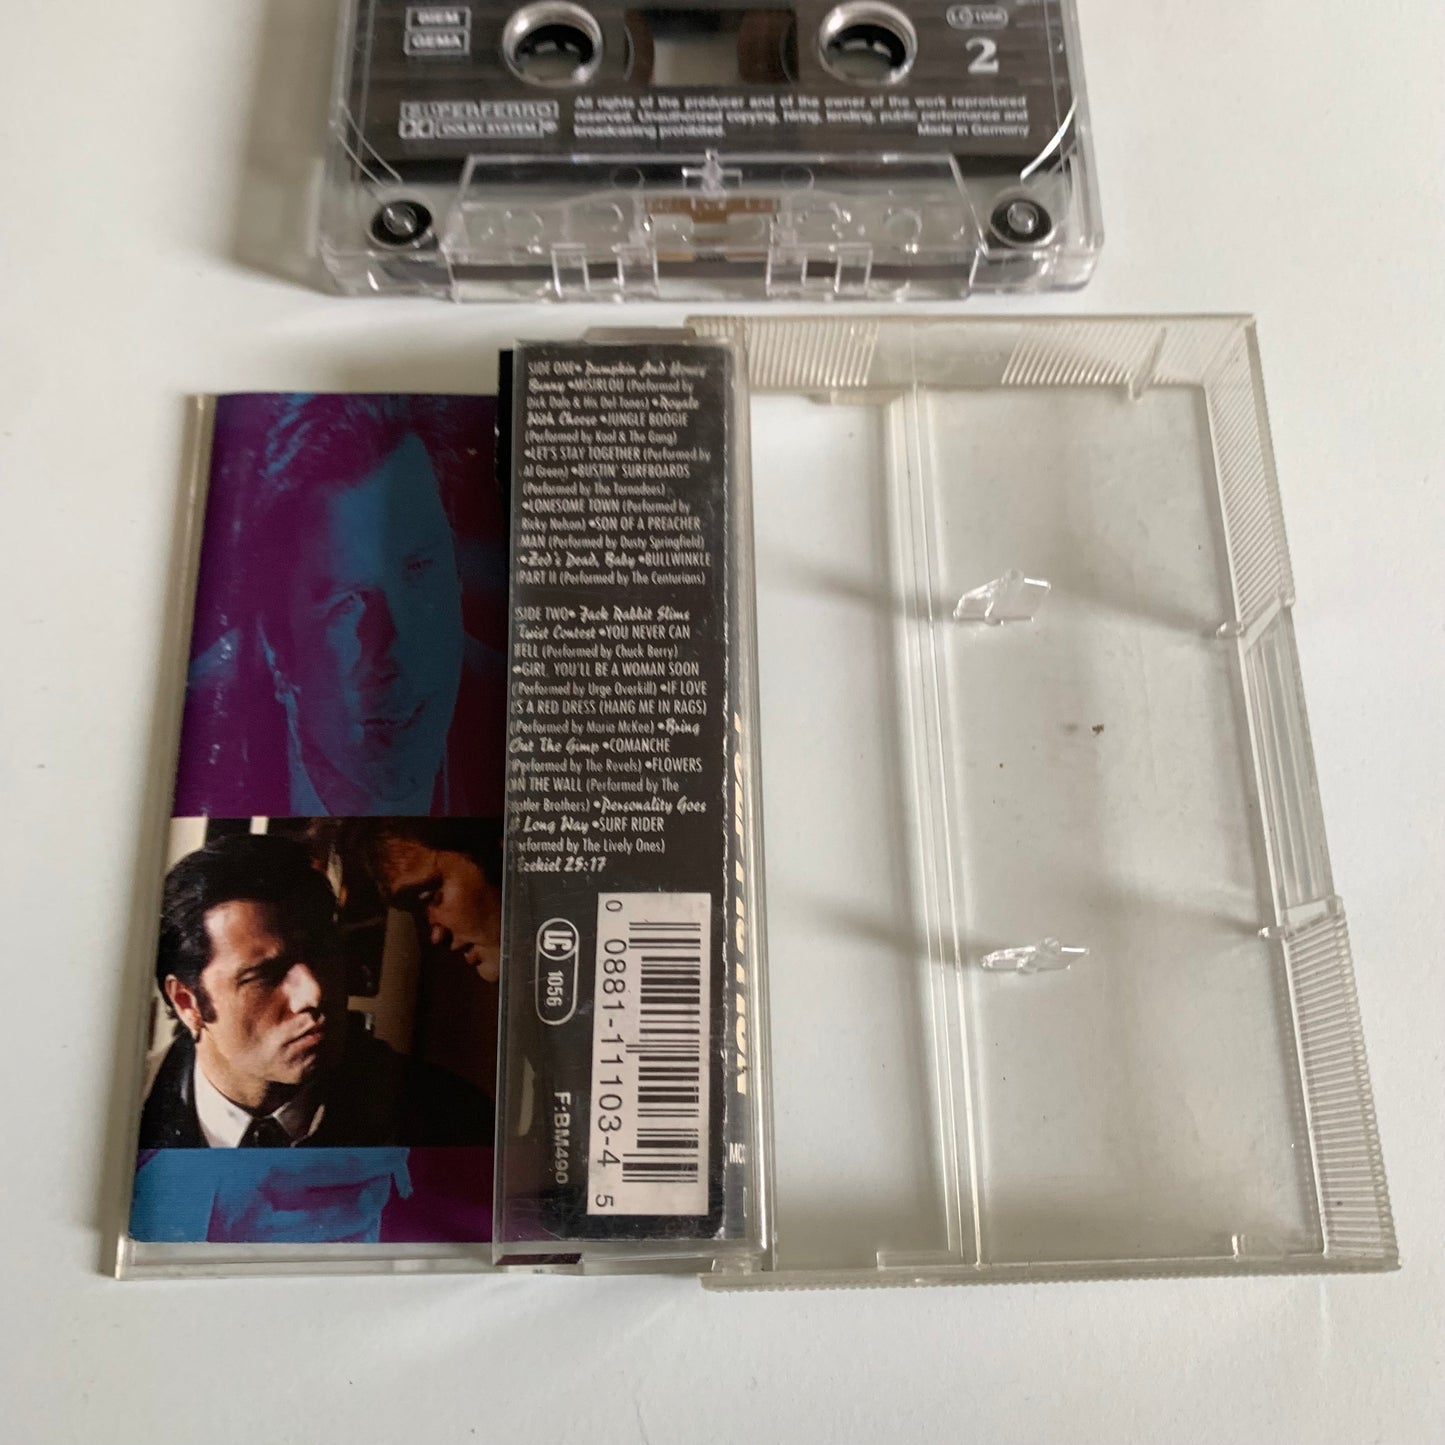 BIEM
GEMA
LC 1056
2
SUPERFERRO
DOLBY SYSTEM
All rights of the producer and of the owner of the work reproduced
reserved. Unauthorized copying, hiring, lending, public performance and
broadcasting prohibited.
Made in Germany
SIDE ONE• Pumpkin And Honey
Bunny •MISIRLOU (Performed by
Dick Dale & His Del Tones) •Royale
With Cheese •JUNGLE BOOGIE
(Performed by Kool & The Gang)
•LET'S STAY TOGETHER (Performed by
Al Green) •BUSTIN' SURFBOARDS
(Performed by The Tornadoes)
•LONESOME TOWN (Performed by
Ricky Nelson) •SON OF A PREACHER
MAN (Performed by Dusty Springfield)
•Zed's Dead, Baby •BULLWINKLE
PART II (Performed by The Centurions)
SIDE TWO• Jack Rabbit Slims
Twist Contest •YOU NEVER CAN
TELL (Performed by Chuck Berry)
•GIRL, YOU'LL BE A WOMAN SOON
(Performed by Urge Overkill) •IF LOVE
IS A RED DRESS (HANG ME IN RAGS)
(Performed by Maria McKee) •Bring
Out The Gimp •COMANCHE
(Performed by The Revels) •FLOWERS
ON THE WALL (Performed by The
Statler Brothers) •Personality Goes
A Long Way •SURF RIDER
(Performed by The Lively Ones)
•Ezekiel 25:17
LC 1056
F:BM490
0 0881-11103-4 5